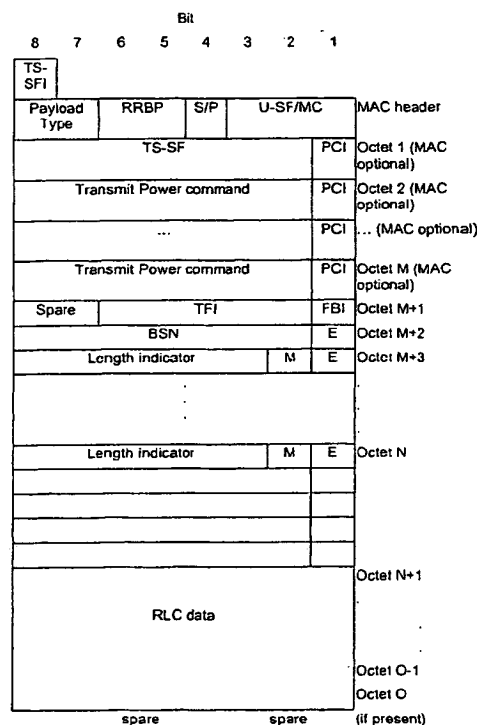 Bit
8 7 6 5 4 3 2 1
TS-
SFI
Payload Type RRBP S/P U-SF/MC MAC header
TS-SF PCI Octet 1 (MAC optional)
Transmit Power command PCI Octet 2 (MAC optional)
... PCI ... (MAC optional)
Transmit Power command PCI Octet M (MAC optional)
Spare TFI FBI Octet M+1
BSN E Octet M+2
Length indicator M E Octet M+3
Length indicator M E Octet N
Octet N+1
RLC data
Octet O-1
Octet O
spare spare (if present)